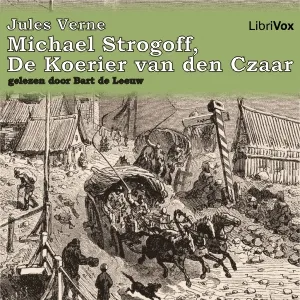 Jules Verne
LibriVox
Michael Strogoff,
De Koerier van den Czaar
gelezen door Bart de Leeuw